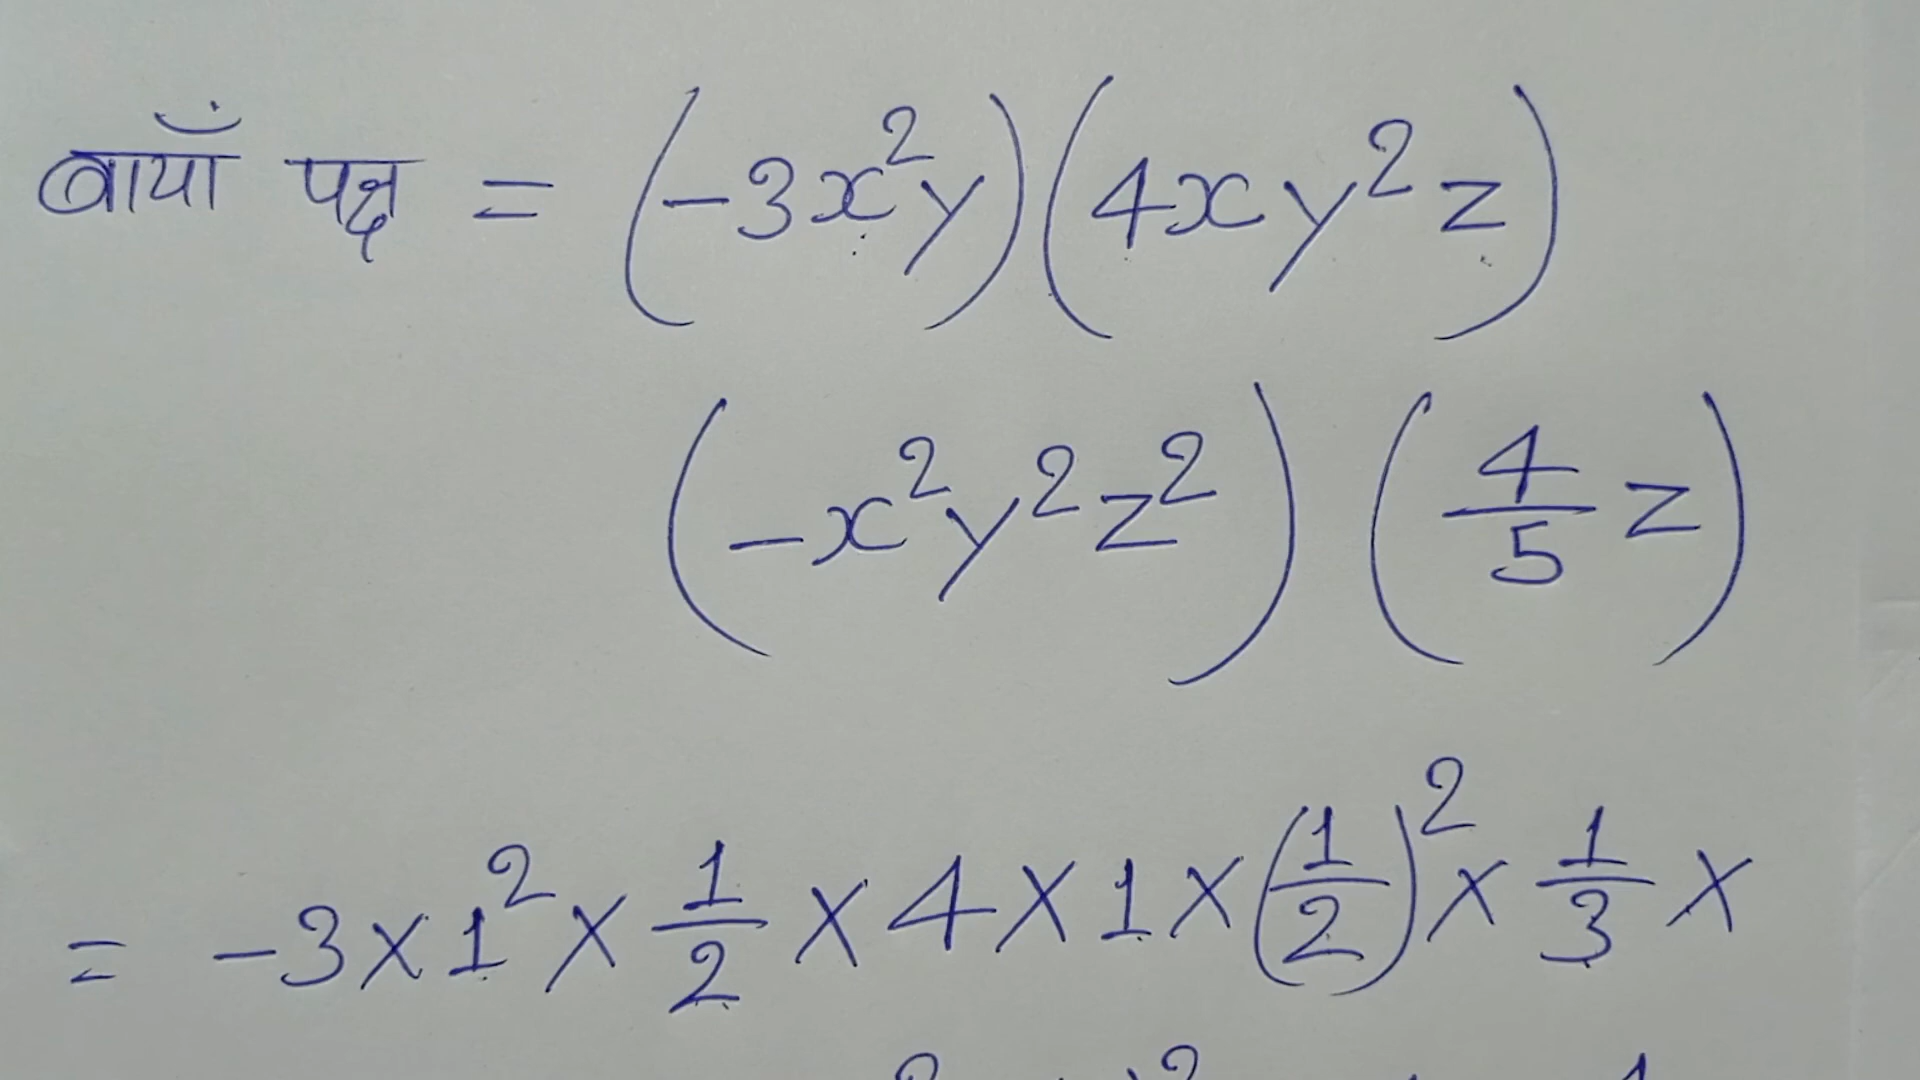 बायाँ पक्ष = (-3x²y)(4xy²z)
(-x²y²z²) (4/5 z)
= -3×1²×1/2×4×1×(1/2)²×1/3×